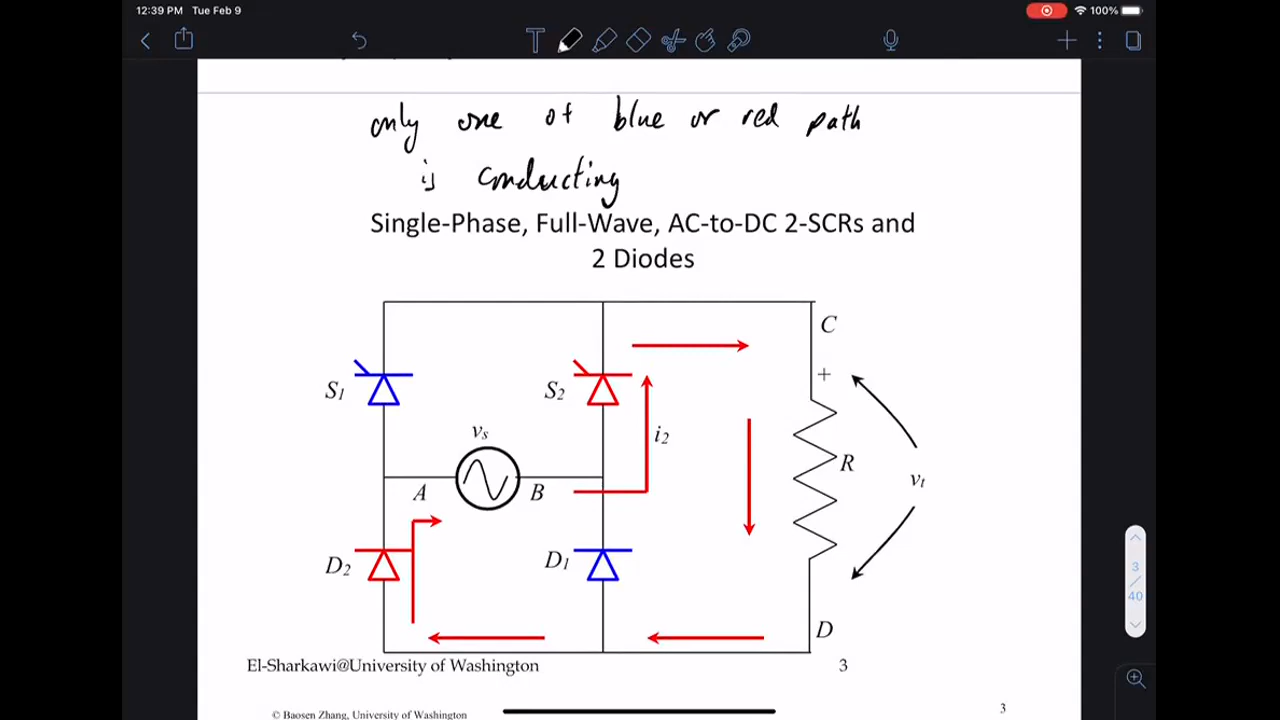 12:39 PM Tue Feb 9
100%
only one of blue or red path
is conducting
Single-Phase, Full-Wave, AC-to-DC 2-SCRs and
2 Diodes
C
+
S1
S2
vs
i2
R
vt
A
B
D2
D1
D
El-Sharkawi@University of Washington
3
© Baosen Zhang, University of Washington
3
3
/
40